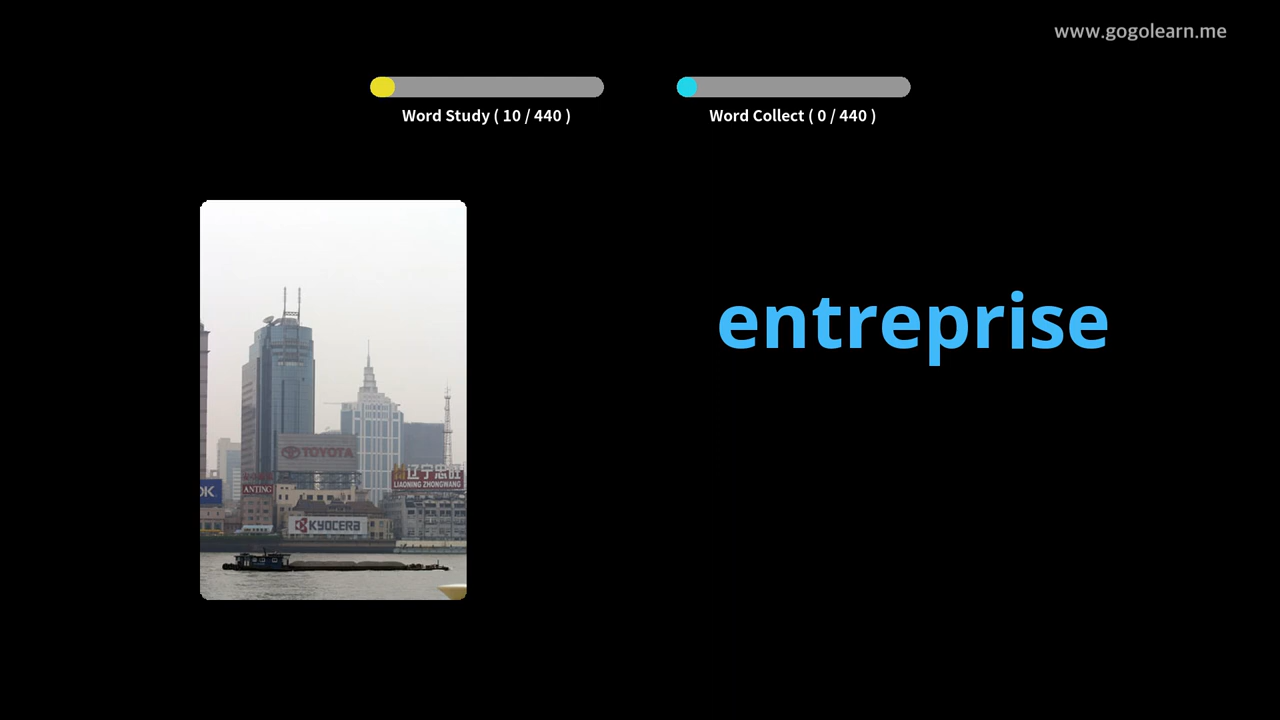 www.gogolearn.me
Word Study ( 10 / 440 )
Word Collect ( 0 / 440 )
entreprise
TOYOTA
辽宁忠旺
LIAONING ZHONGWANG
OK
ANTING
KYOCERA